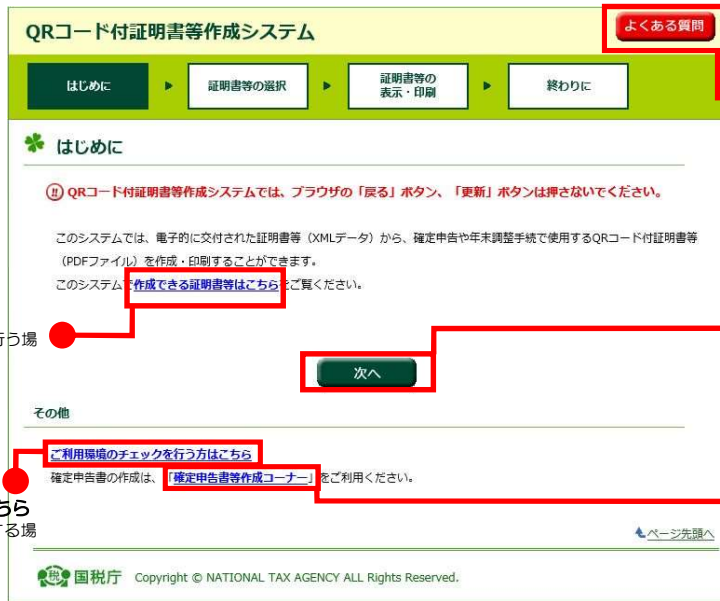 QRコード付証明書等作成システム
よくある質問
はじめに
証明書等の選択
証明書等の
表示・印刷
終わりに
はじめに
QRコード付証明書等作成システムでは、ブラウザの「戻る」ボタン、「更新」ボタンは押さないでください。
このシステムでは、電子的に交付された証明書等(XMLデータ)から、確定申告や年末調整手続で使用するQRコード付証明書等
(PDFファイル)を作成・印刷することができます。
このシステムで作成できる証明書等はこちらをご覧ください。
行う場
次へ
その他
ご利用環境のチェックを行う方はこちら
確定申告書の作成は、「確定申告書等作成コーナー」をご利用ください。
ちら
する場
ページ先頭へ
国税庁 Copyright © NATIONAL TAX AGENCY ALL Rights Reserved.